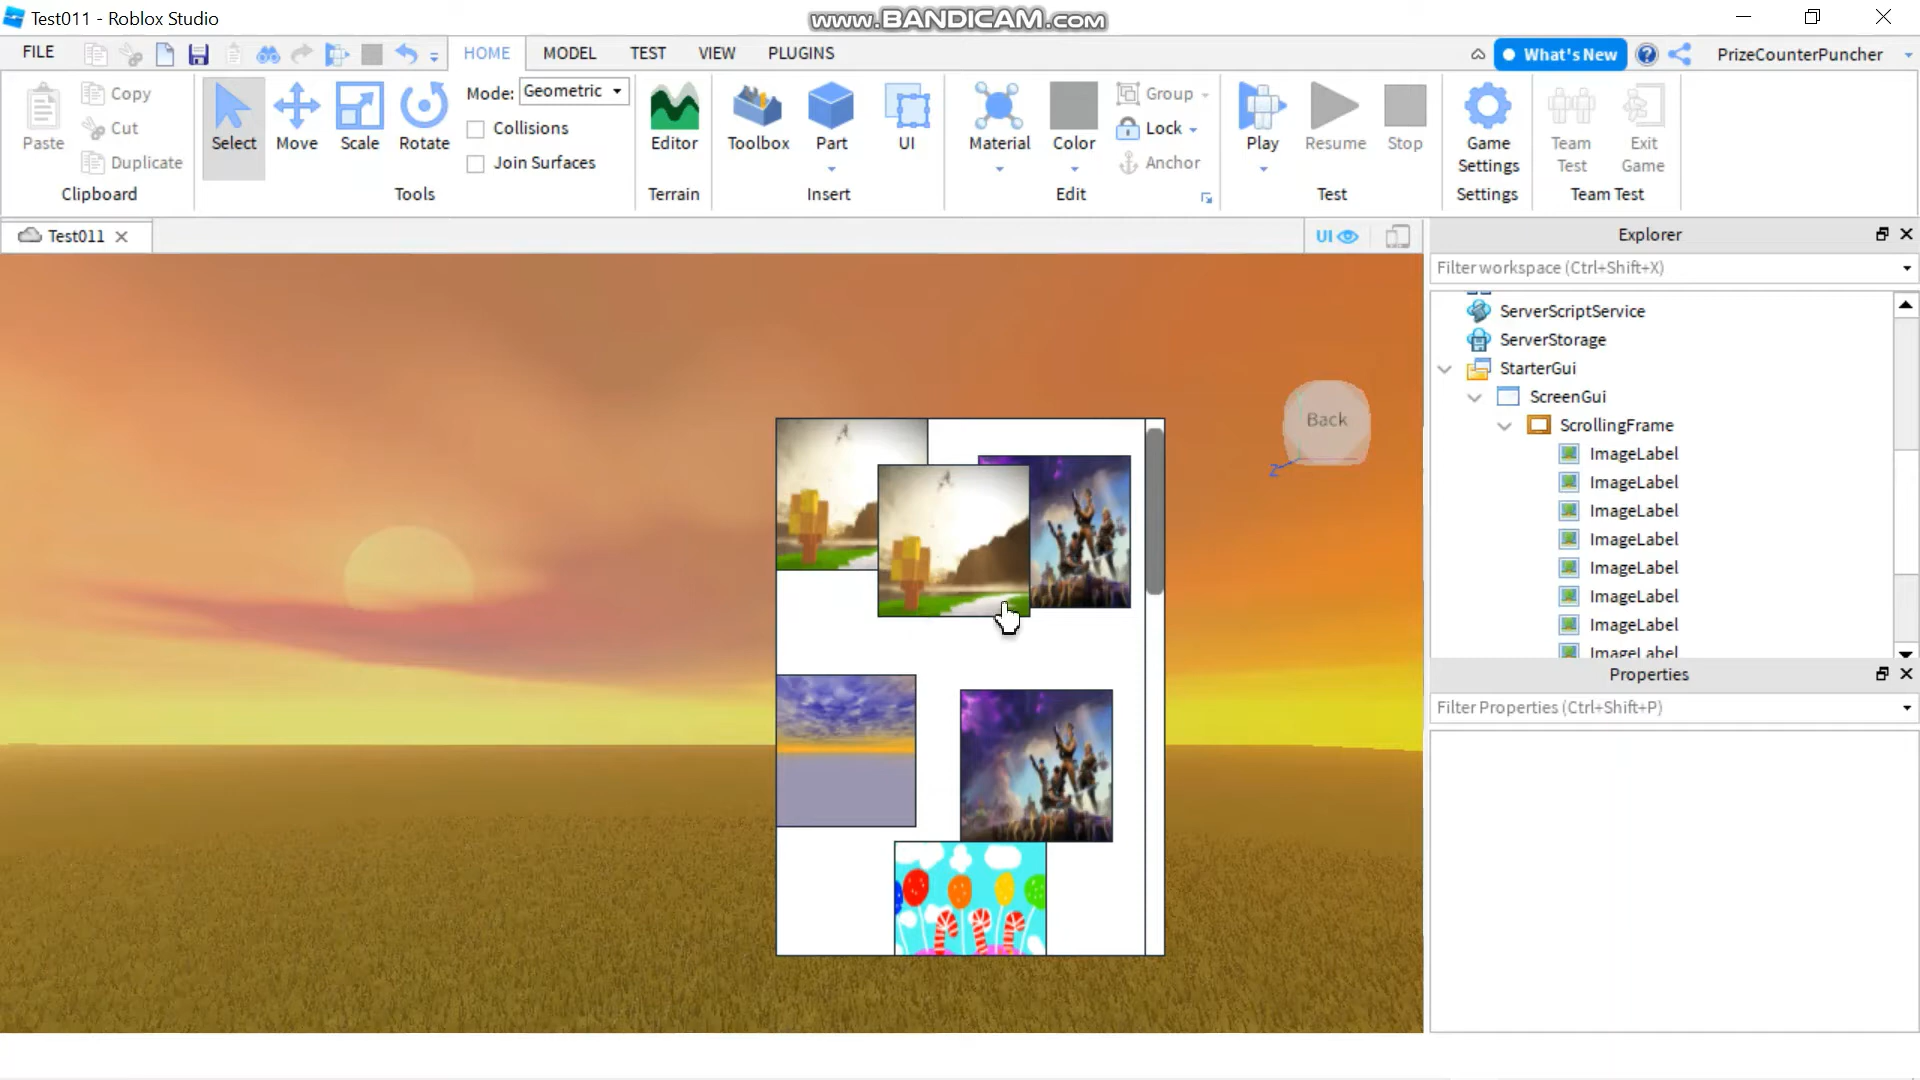 Test011 - Roblox Studio
www.BANDICAM.com
FILE
HOME
MODEL
TEST
VIEW
PLUGINS
What's New
PrizeCounterPuncher
Paste
Copy
Cut
Duplicate
Clipboard
Select
Move
Scale
Rotate
Mode: Geometric
Collisions
Join Surfaces
Tools
Editor
Terrain
Toolbox
Part
UI
Insert
Material
Color
Group
Lock
Anchor
Edit
Play
Resume
Stop
Test
Game
Settings
Settings
Team
Test
Exit
Game
Team Test
Test011
UI
Explorer
Filter workspace (Ctrl+Shift+X)
ServerScriptService
ServerStorage
StarterGui
ScreenGui
ScrollingFrame
ImageLabel
ImageLabel
ImageLabel
ImageLabel
ImageLabel
ImageLabel
ImageLabel
ImageLabel
Back
Z
Properties
Filter Properties (Ctrl+Shift+P)